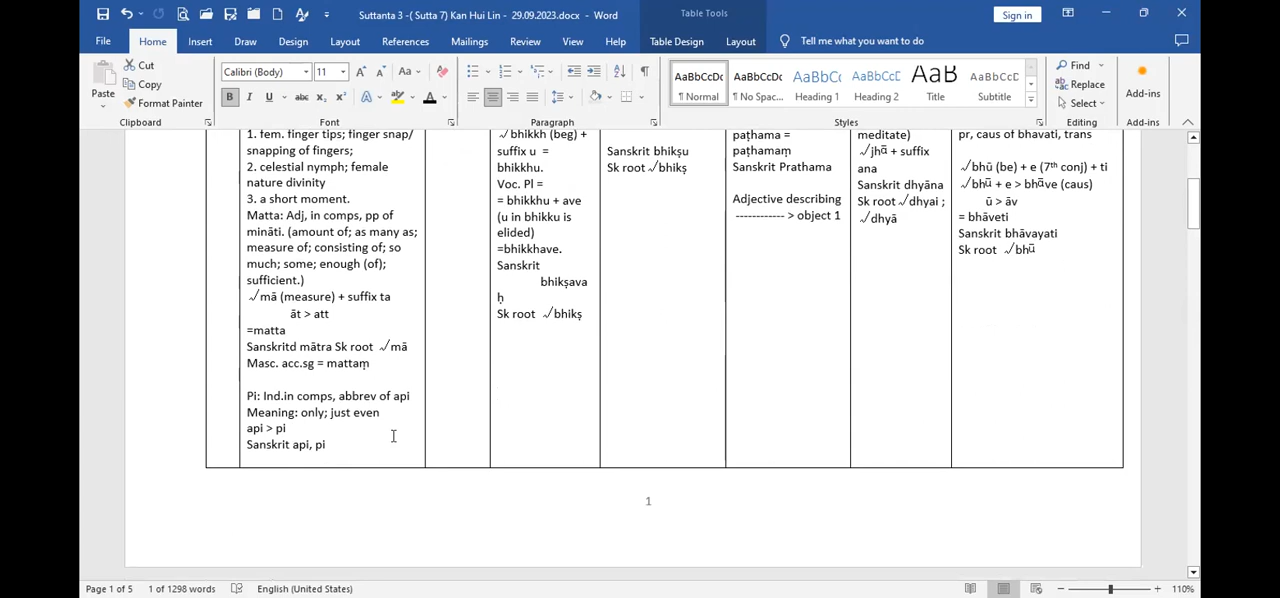 Suttanta 3 -( Sutta 7) Kan Hui Lin - 29.09.2023.docx - Word
Table Tools
Sign in
File
Home
Insert
Draw
Design
Layout
References
Mailings
Review
View
Help
Table Design
Layout
Tell me what you want to do
Paste
Cut
Copy
Format Painter
Clipboard
Calibri (Body)
11
Font
Paragraph
AaBbCcDc
¶ Normal
AaBbCcDc
¶ No Spac...
AaBbCc
Heading 1
AaBbCcD
Heading 2
AaB
Title
AaBbCcD
Subtitle
Styles
Find
Replace
Select
Editing
Add-ins
Add-ins
1. fem. finger tips; finger snap/
snapping of fingers;
2. celestial nymph; female
nature divinity
3. a short moment.
Matta: Adj, in comps, pp of
mināti. (amount of; as many as;
measure of; consisting of; so
much; some; enough (of);
sufficient.)
√mā (measure) + suffix ta
āt > att
=matta
Sanskritd mātra Sk root √mā
Masc. acc.sg = mattaṃ
Pi: Ind.in comps, abbrev of api
Meaning: only; just even
api > pi
Sanskrit api, pi
√bhikkh (beg) +
suffix u =
bhikkhu.
Voc. Pl =
= bhikkhu + ave
(u in bhikku is
elided)
=bhikkhave.
Sanskrit
bhikṣava
ḥ
Sk root √bhikṣ
Sanskrit bhikṣu
Sk root √bhikṣ
paṭhama =
paṭhamaṃ
Sanskrit Prathama
Adjective describing
------------ > object 1
meditate)
√jhā + suffix
ana
Sanskrit dhyāna
Sk root √dhyai ;
√dhyā
pr, caus of bhavati, trans
√bhū (be) + e (7th conj) + ti
√bhū + e > bhāve (caus)
ū > āv
= bhāveti
Sanskrit bhāvayati
Sk root √bhū
1
Page 1 of 5
1 of 1298 words
English (United States)
110%